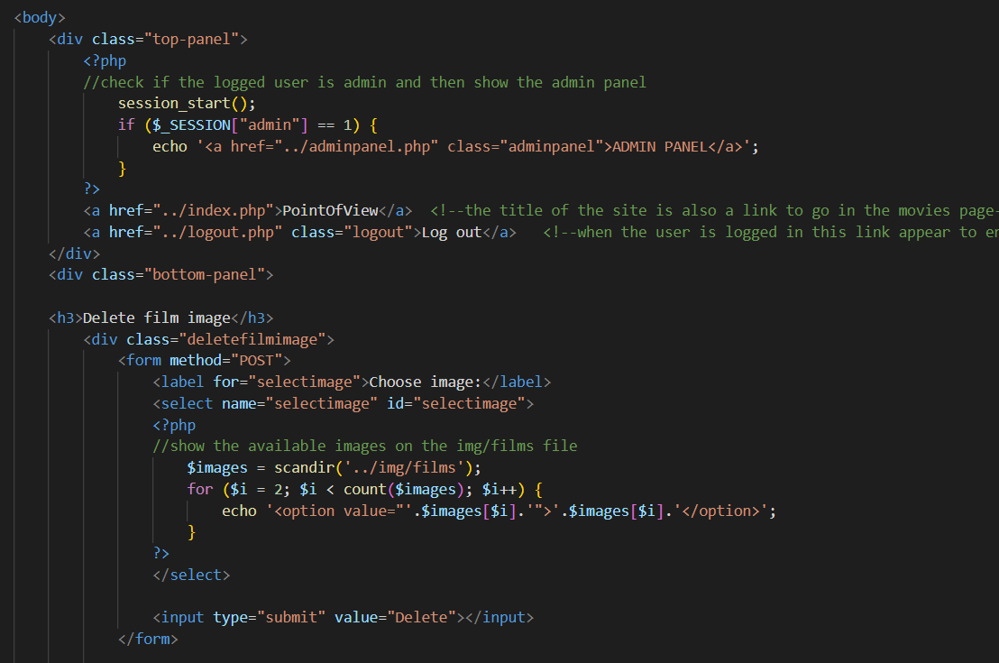 <body>
<div class="top-panel">
<?php
//check if the logged user is admin and then show the admin panel
session_start();
if ($_SESSION["admin"] == 1) {
echo '<a href="../adminpanel.php" class="adminpanel">ADMIN PANEL</a>';
}
?>
<a href="../index.php">PointOfView</a>  <!--the title of the site is also a link to go in the movies page-
<a href="../logout.php" class="logout">Log out</a>   <!--when the user is logged in this link appear to
</div>
<div class="bottom-panel">
<h3>Delete film image</h3>
<div class="deletefilmimage">
<form method="POST">
<label for="selectimage">Choose image:</label>
<select name="selectimage" id="selectimage">
<?php
//show the available images on the img/films file
$images = scandir('../img/films');
for ($i = 2; $i < count($images); $i++) {
echo '<option value="'.$images[$i].'">'.$images[$i].'</option>';
}
?>
</select>
<input type="submit" value="Delete"></input>
</form>